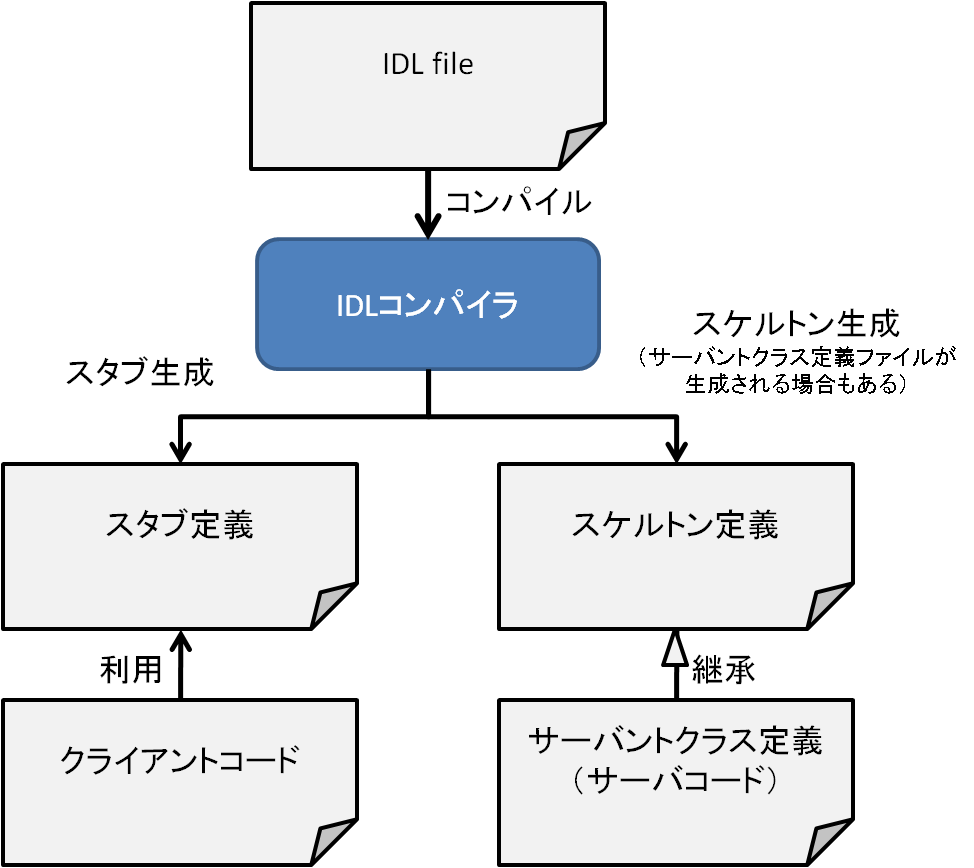 IDL file
コンパイル
IDLコンパイラ
スケルトン生成
（サーバントクラス定義ファイルが
生成される場合もある）
スタブ生成
スタブ定義
スケルトン定義
利用
継承
クライアントコード
サーバントクラス定義
（サーバコード）